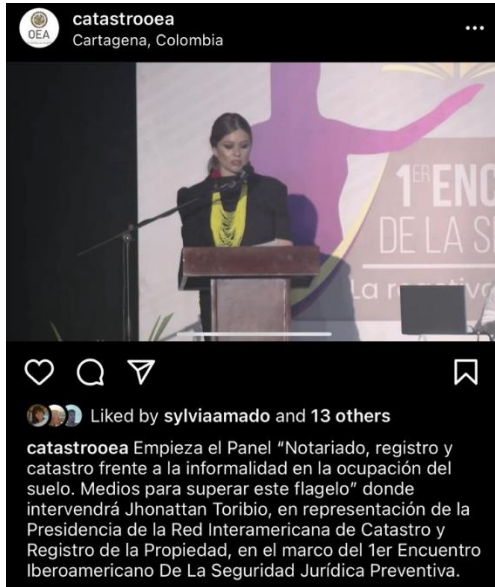 catastrooea
OEA
Cartagena, Colombia
1ER ENC
DE LA S
Liked by sylviaamado and 13 others
catastrooea Empieza el Panel “Notariado, registro y
catastro frente a la informalidad en la ocupación del
suelo. Medios para superar este flagelo” donde
intervendrá Jhonattan Toribio, en representación de la
Presidencia de la Red Interamericana de Catastro y
Registro de la Propiedad, en el marco del 1er Encuentro
Iberoamericano De La Seguridad Jurídica Preventiva.